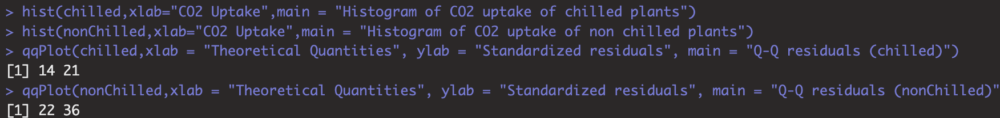 > hist(chilled,xlab="CO2 Uptake",main = "Histogram of CO2 uptake of chilled plants")
> hist(nonChilled,xlab="CO2 Uptake",main = "Histogram of CO2 uptake of non chilled plants")
> qqPlot(chilled,xlab = "Theoretical Quantities", ylab = "Standardized residuals", main = "Q-Q residuals (chilled)")
[1] 14 21
> qqPlot(nonChilled,xlab = "Theoretical Quantities", ylab = "Standardized residuals", main = "Q-Q residuals (nonChilled)"
[1] 22 36